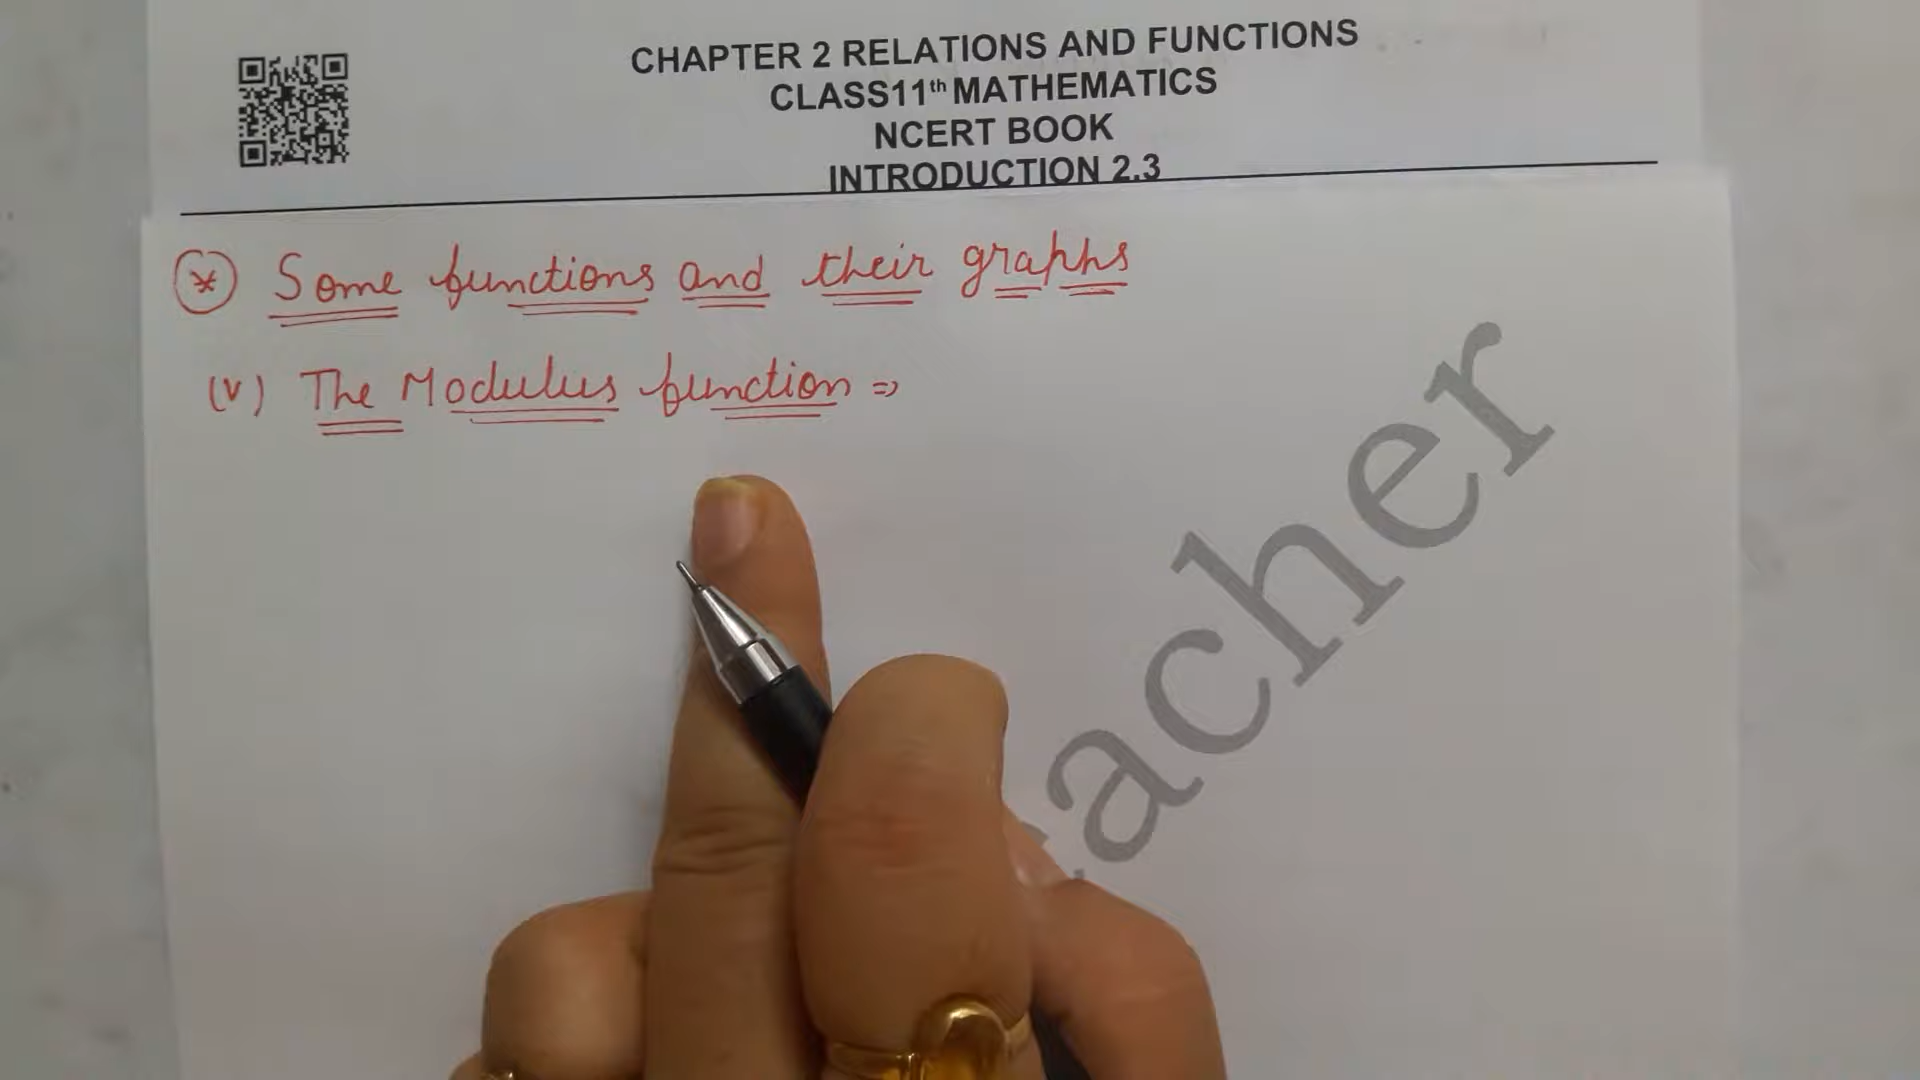 CHAPTER 2 RELATIONS AND FUNCTIONS
CLASS11th MATHEMATICS
NCERT BOOK
INTRODUCTION 2.3
* Some functions and their graphs
(v) The Modulus function ⇒
acher